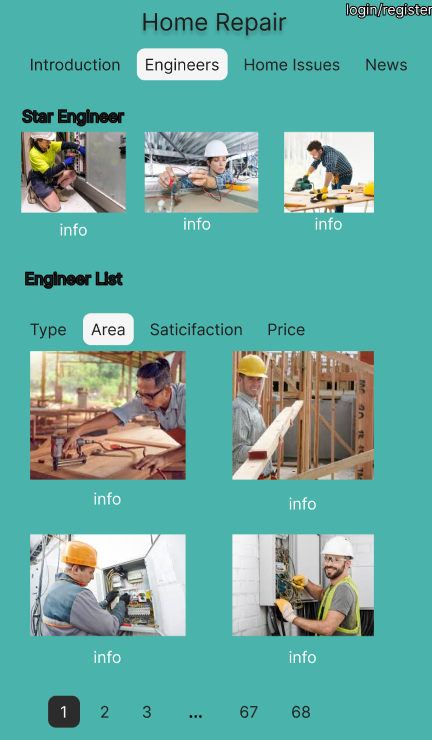 Home Repair
login/register
Introduction Engineers Home Issues News
Star Engineer
info info info
Engineer List
Type Area Saticifaction Price
info info
info info
1 2 3 ... 67 68